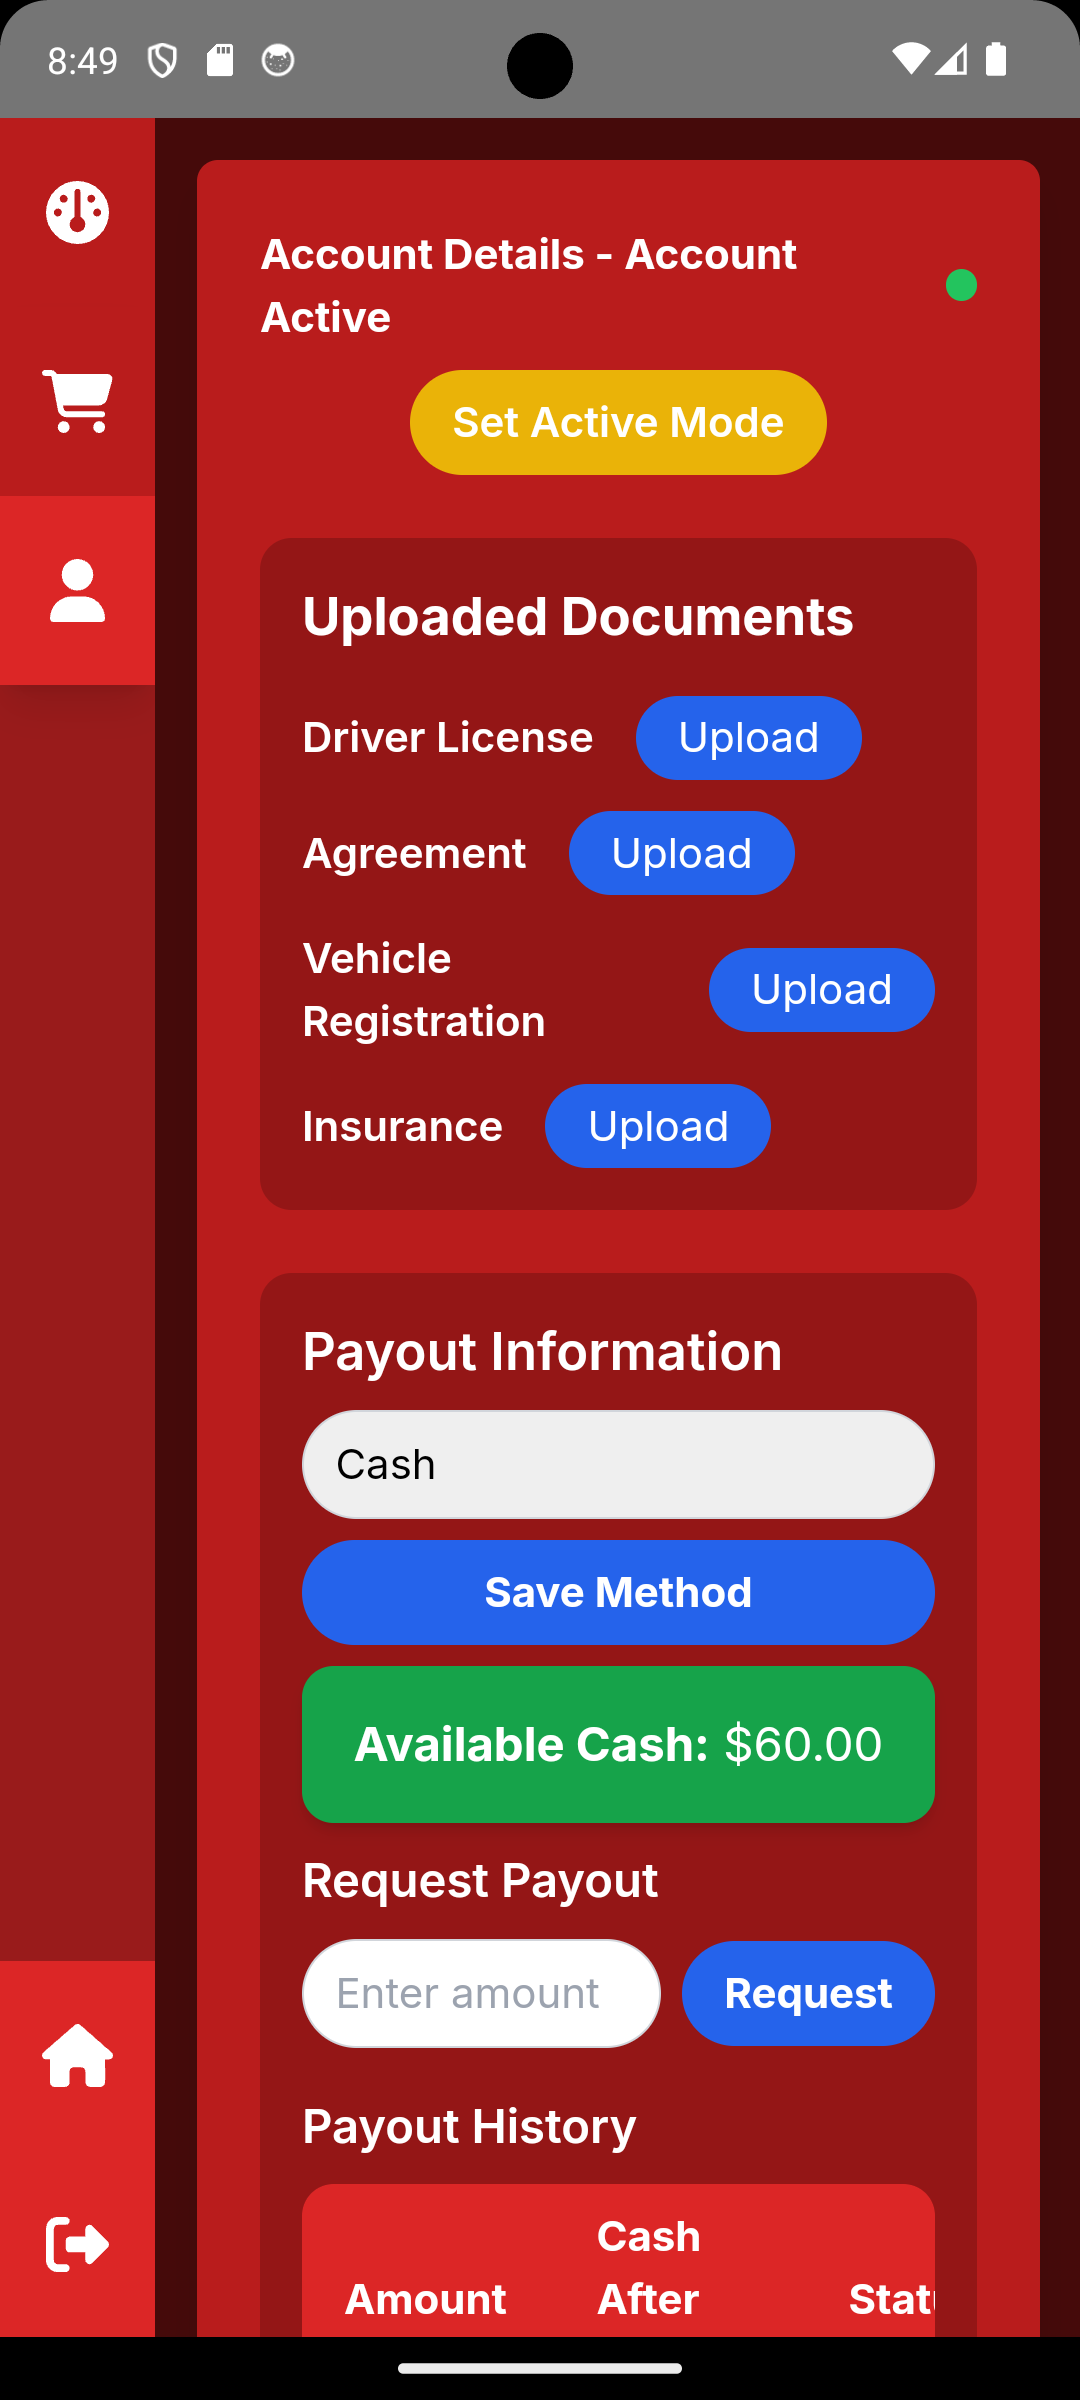 8:49
Account Details - Account
Active
Set Active Mode
Uploaded Documents
Driver License
Upload
Agreement
Upload
Vehicle
Registration
Upload
Insurance
Upload
Payout Information
Cash
Save Method
Available Cash: $60.00
Request Payout
Enter amount
Request
Payout History
Amount
Cash
After